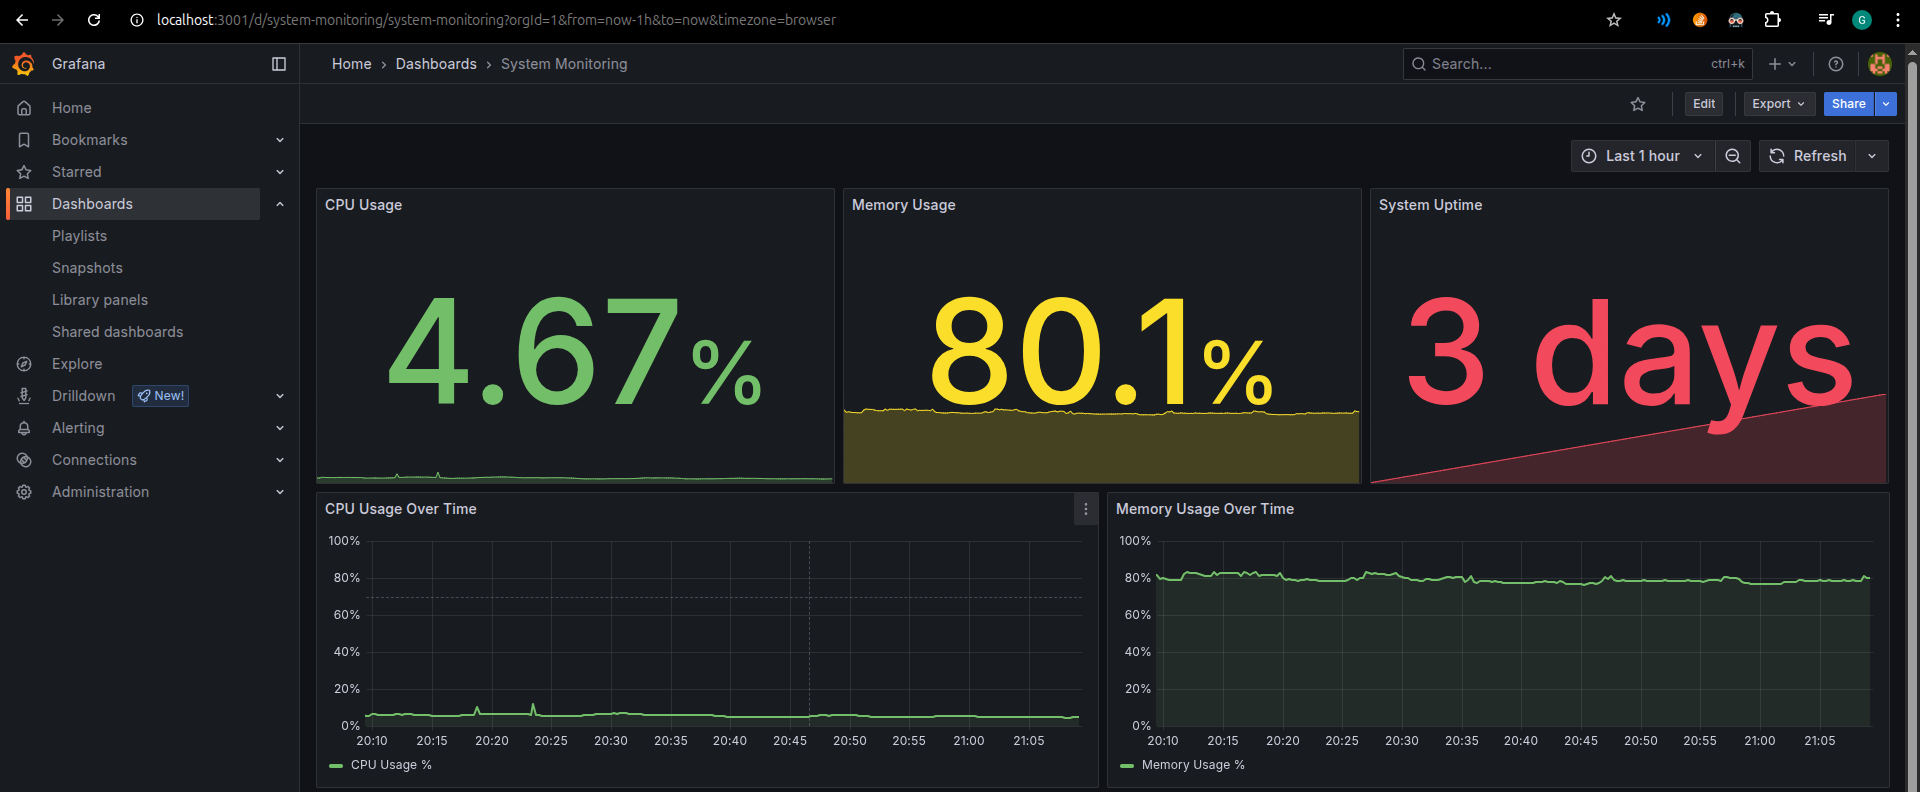 localhost:3001/d/system-monitoring/system-monitoring?orgId=1&from=now-1h&to=now&timezone=browser
G
Grafana
Home › Dashboards › System Monitoring
Search... ctrl+k
Home
Bookmarks
Starred
Dashboards
Playlists
Snapshots
Library panels
Shared dashboards
Explore
Drilldown New!
Alerting
Connections
Administration
Edit Export Share
Last 1 hour Refresh
CPU Usage
4.67%
Memory Usage
80.1%
System Uptime
3 days
CPU Usage Over Time
100%
80%
60%
40%
20%
0%
20:10 20:15 20:20 20:25 20:30 20:35 20:40 20:45 20:50 20:55 21:00 21:05
CPU Usage %
Memory Usage Over Time
100%
80%
60%
40%
20%
0%
20:10 20:15 20:20 20:25 20:30 20:35 20:40 20:45 20:50 20:55 21:00 21:05
Memory Usage %